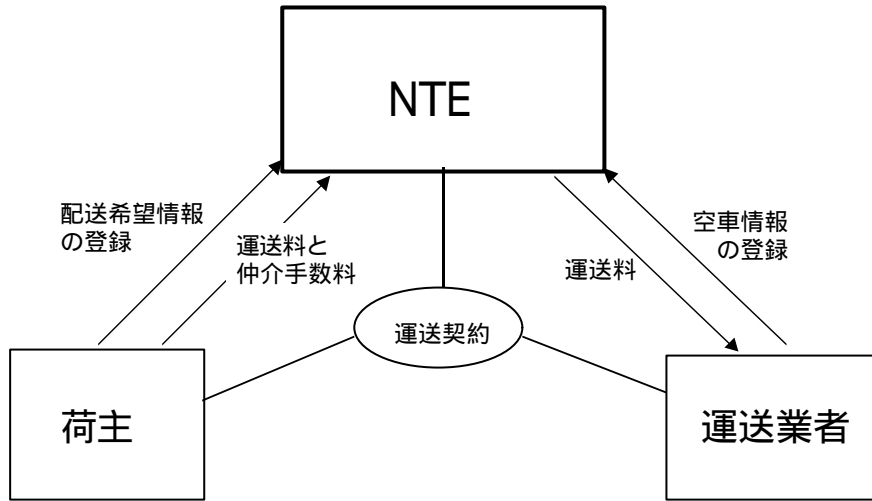 NTE
配送希望情報
の登録
運送料と
仲介手数料
運送料
空車情報
の登録
運送契約
荷主
運送業者